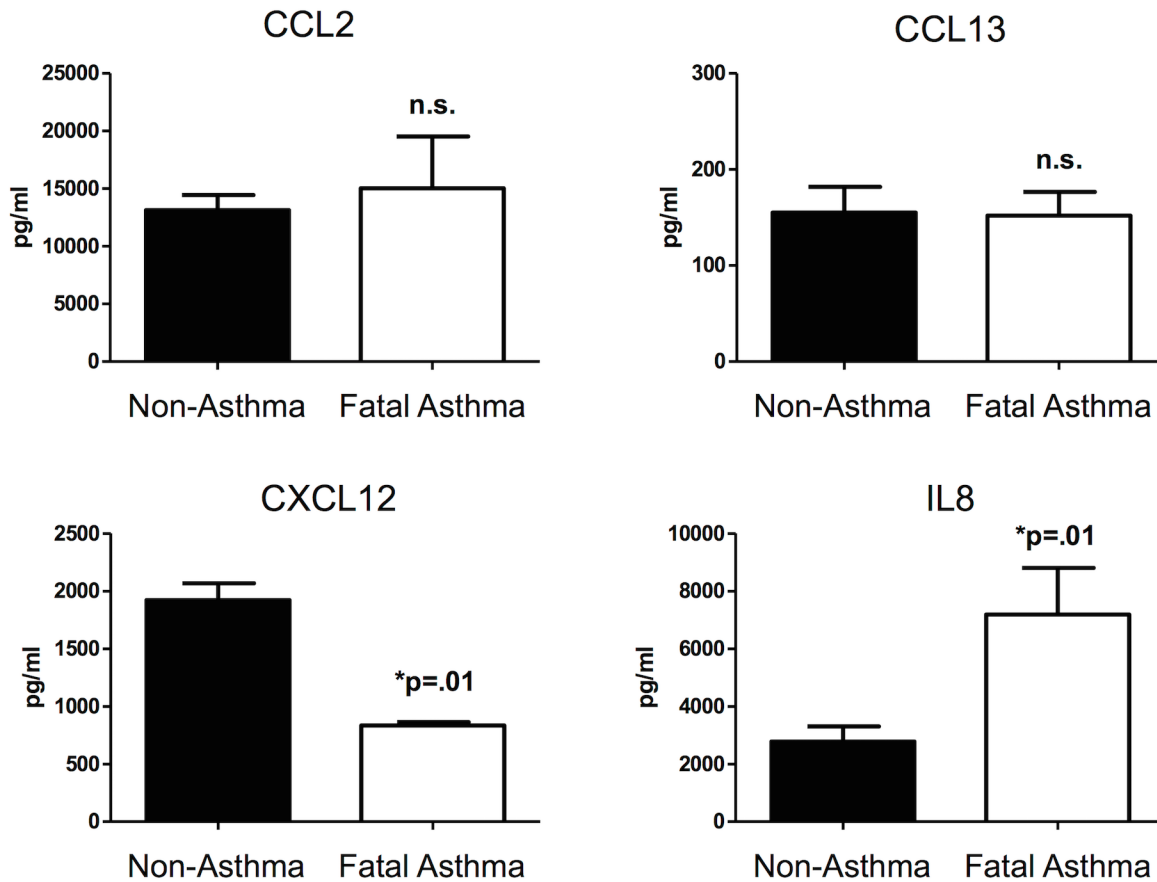 CCL2
25000
20000
15000
10000
5000
0
pg/ml
n.s.
Non-Asthma Fatal Asthma
CCL13
300
200
100
0
pg/ml
n.s.
Non-Asthma Fatal Asthma
CXCL12
2500
2000
1500
1000
500
0
pg/ml
*p=.01
Non-Asthma Fatal Asthma
IL8
10000
8000
6000
4000
2000
0
pg/ml
*p=.01
Non-Asthma Fatal Asthma